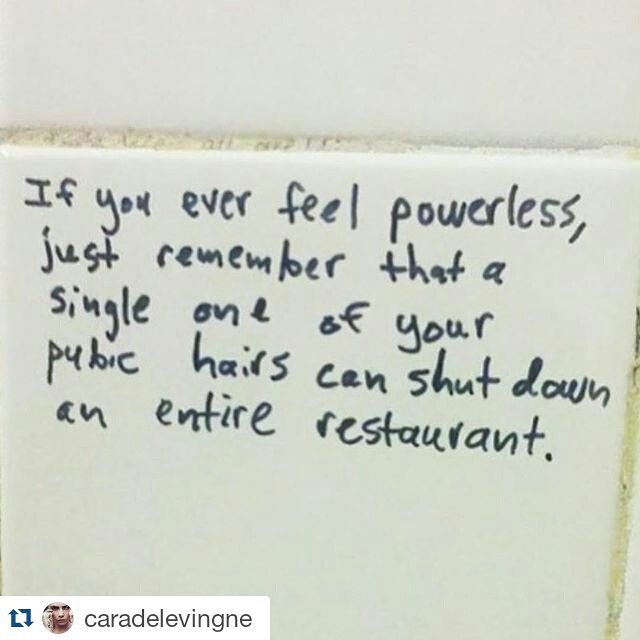 If you ever feel powerless,
just remember that a
single one of your
pubic hairs can shut down
an entire restaurant.
caradelevingne